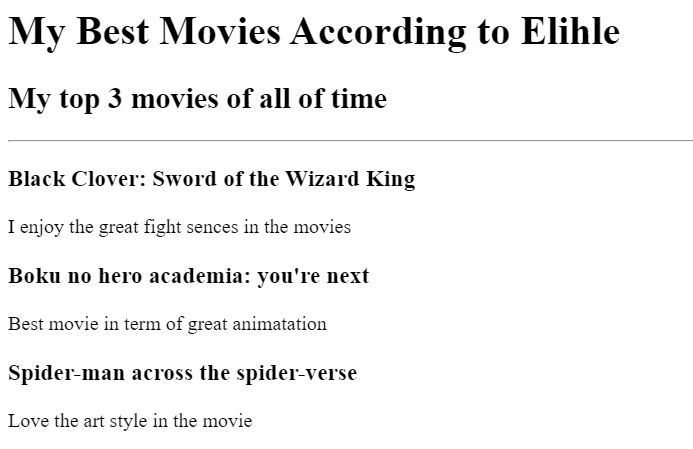 My Best Movies According to Elihle
My top 3 movies of all of time
Black Clover: Sword of the Wizard King
I enjoy the great fight sences in the movies
Boku no hero academia: you're next
Best movie in term of great animatation
Spider-man across the spider-verse
Love the art style in the movie